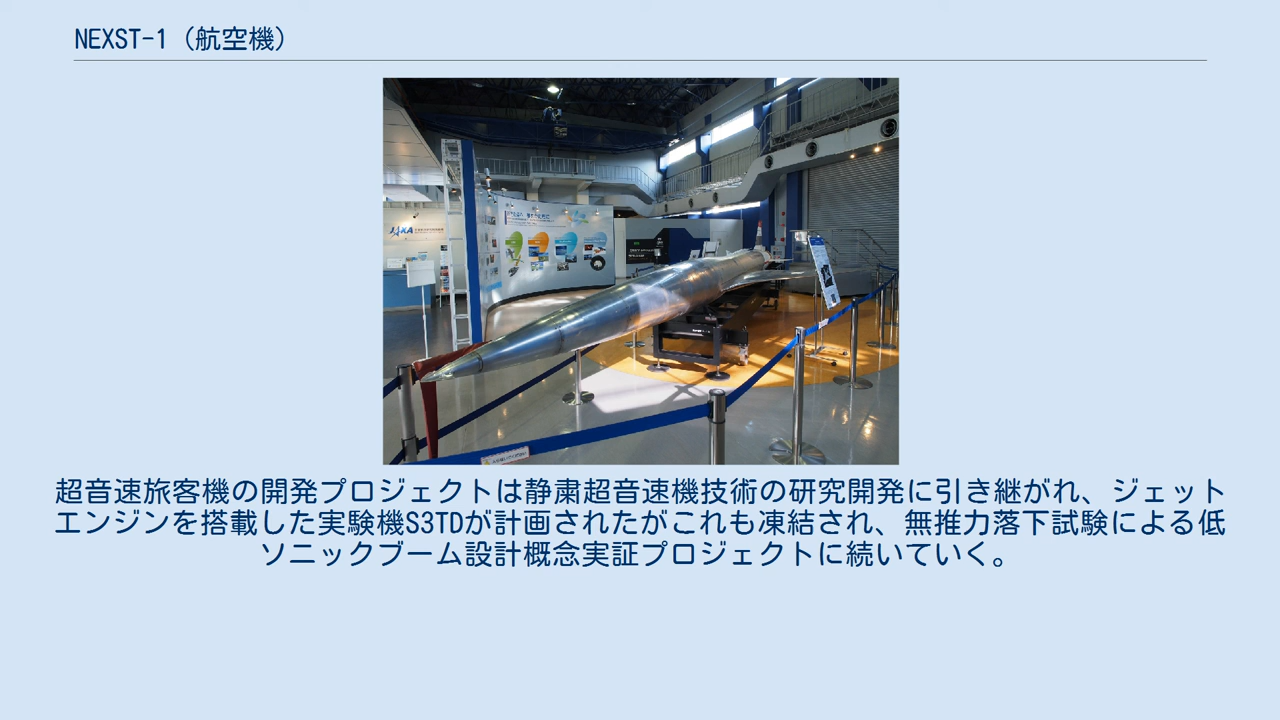 NEXST-1（航空機）
JAXA
超音速旅客機の開発プロジェクトは静粛超音速機技術の研究開発に引き継がれ、ジェット
エンジンを搭載した実験機S3TDが計画されたがこれも凍結され、無推力落下試験による低
ソニックブーム設計概念実証プロジェクトに続いていく。